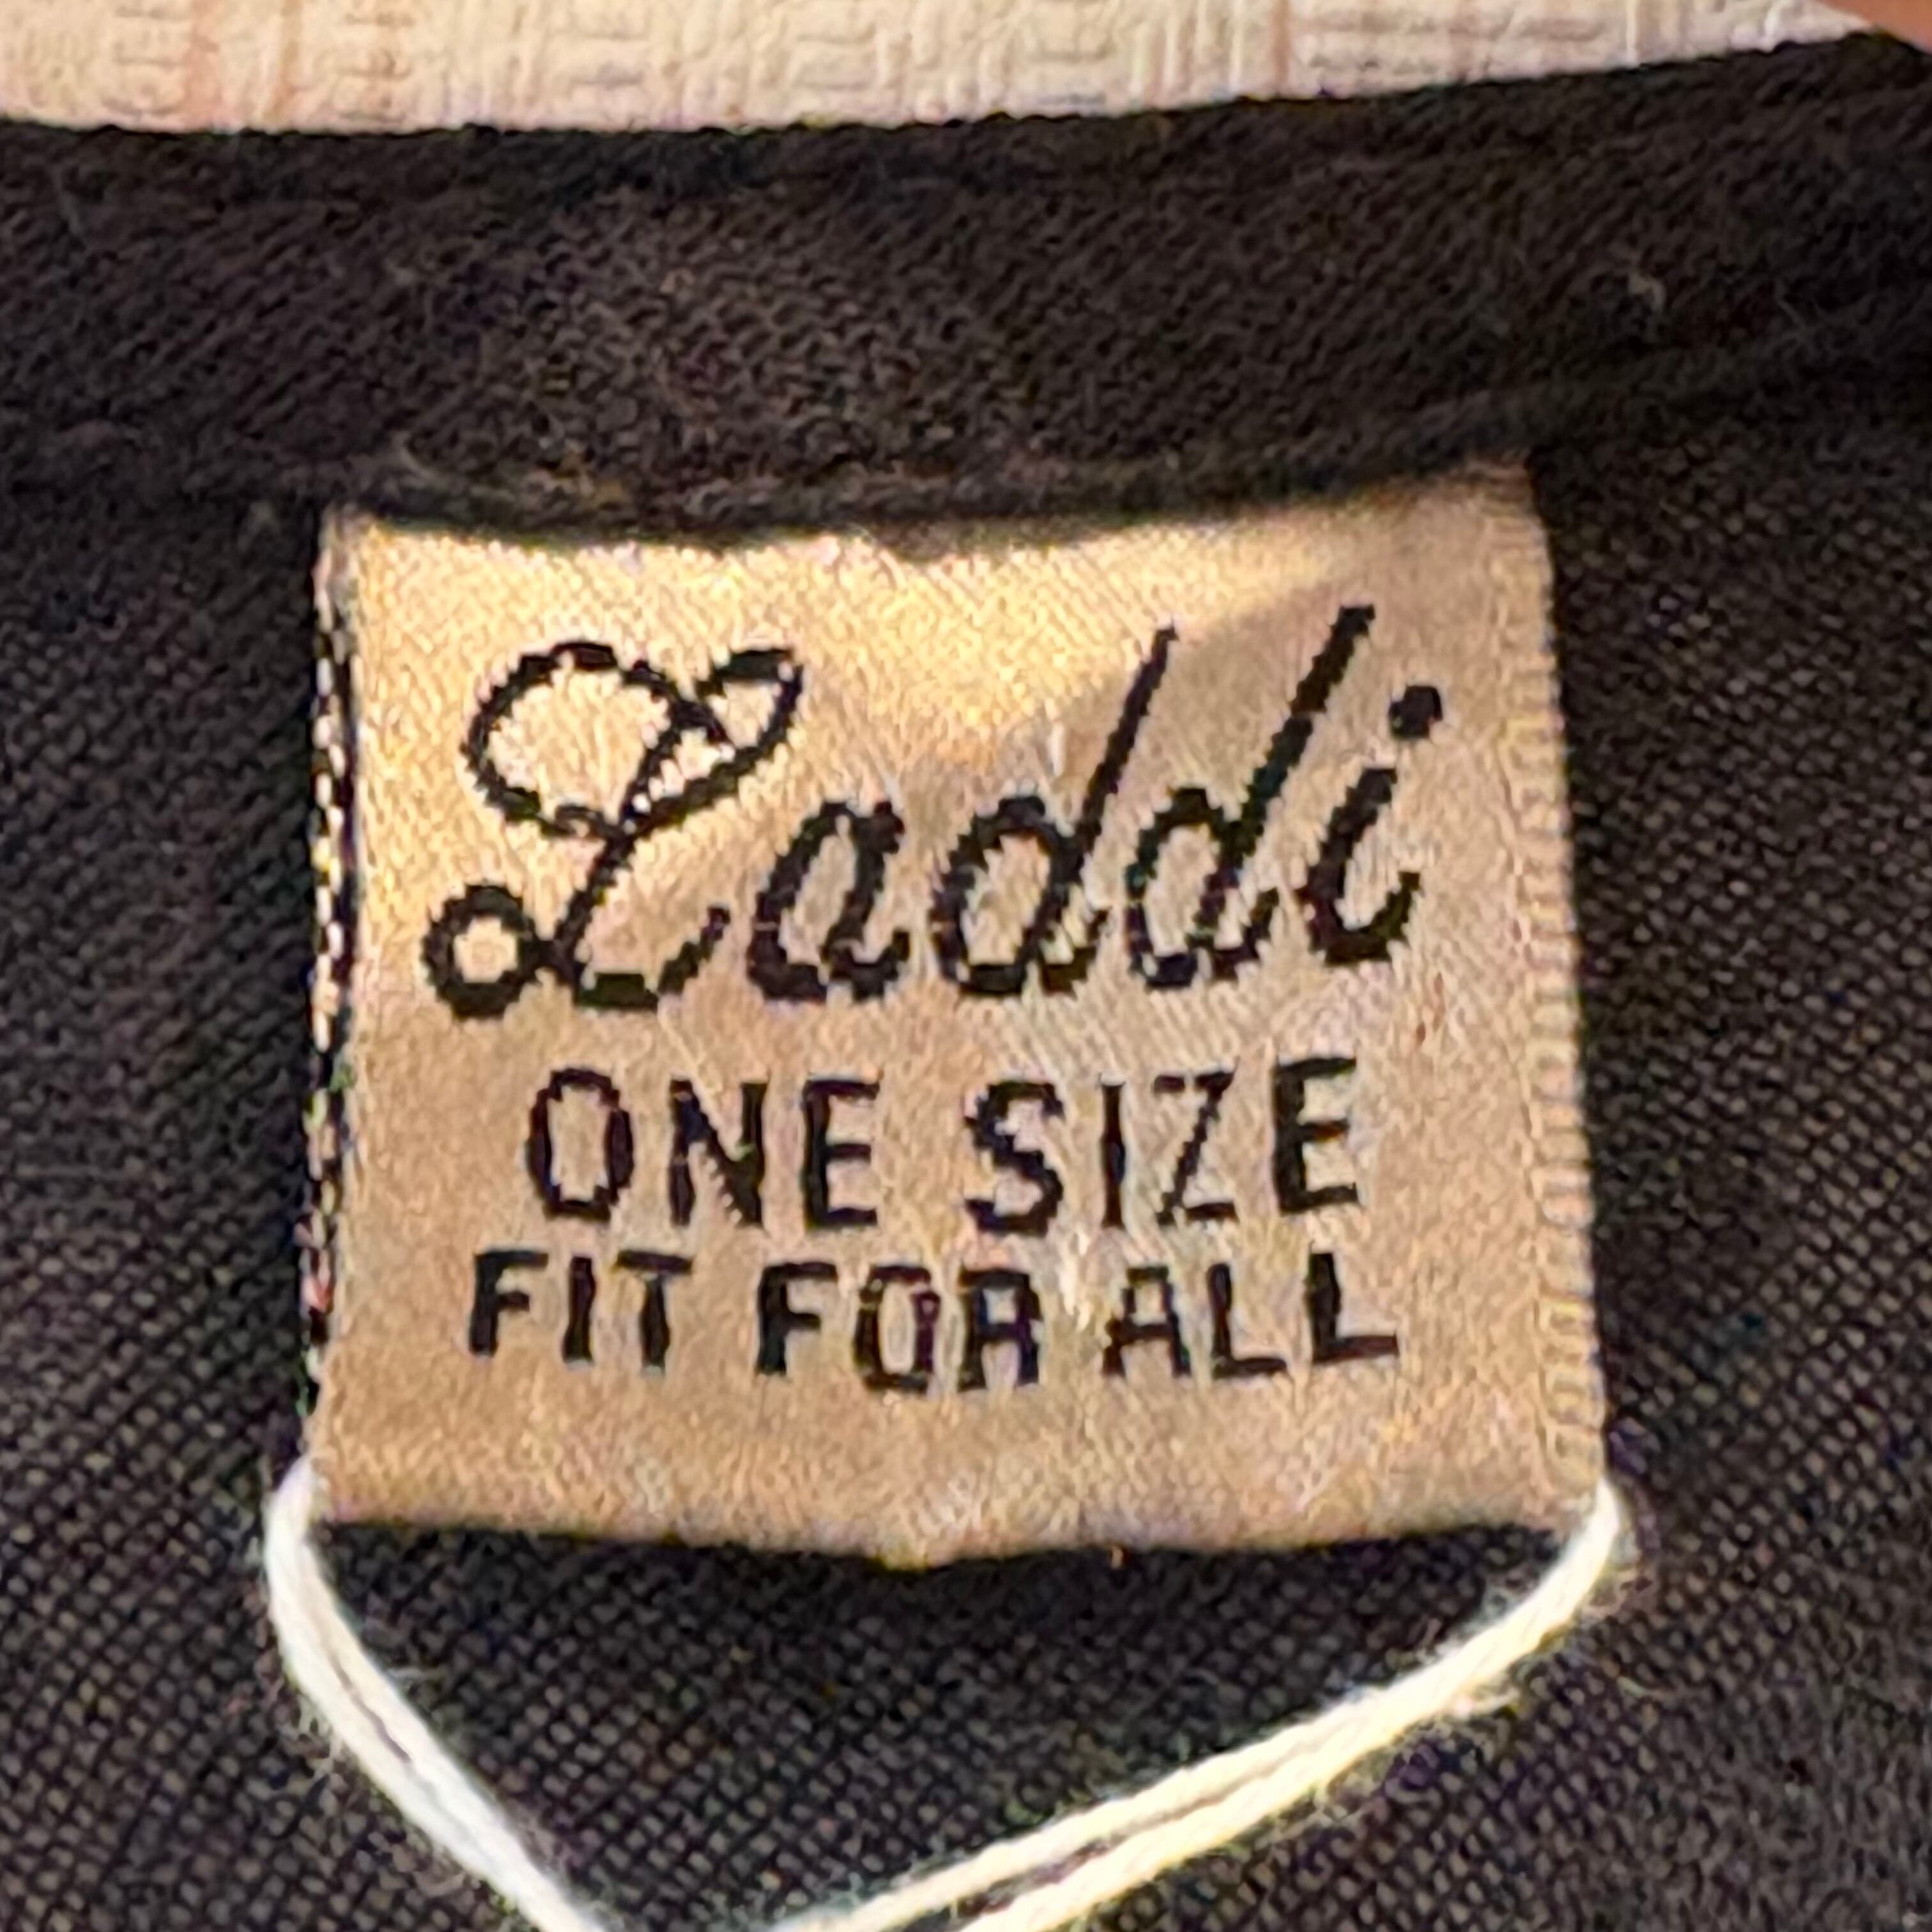 Laddi
ONE SIZE
FIT FOR ALL